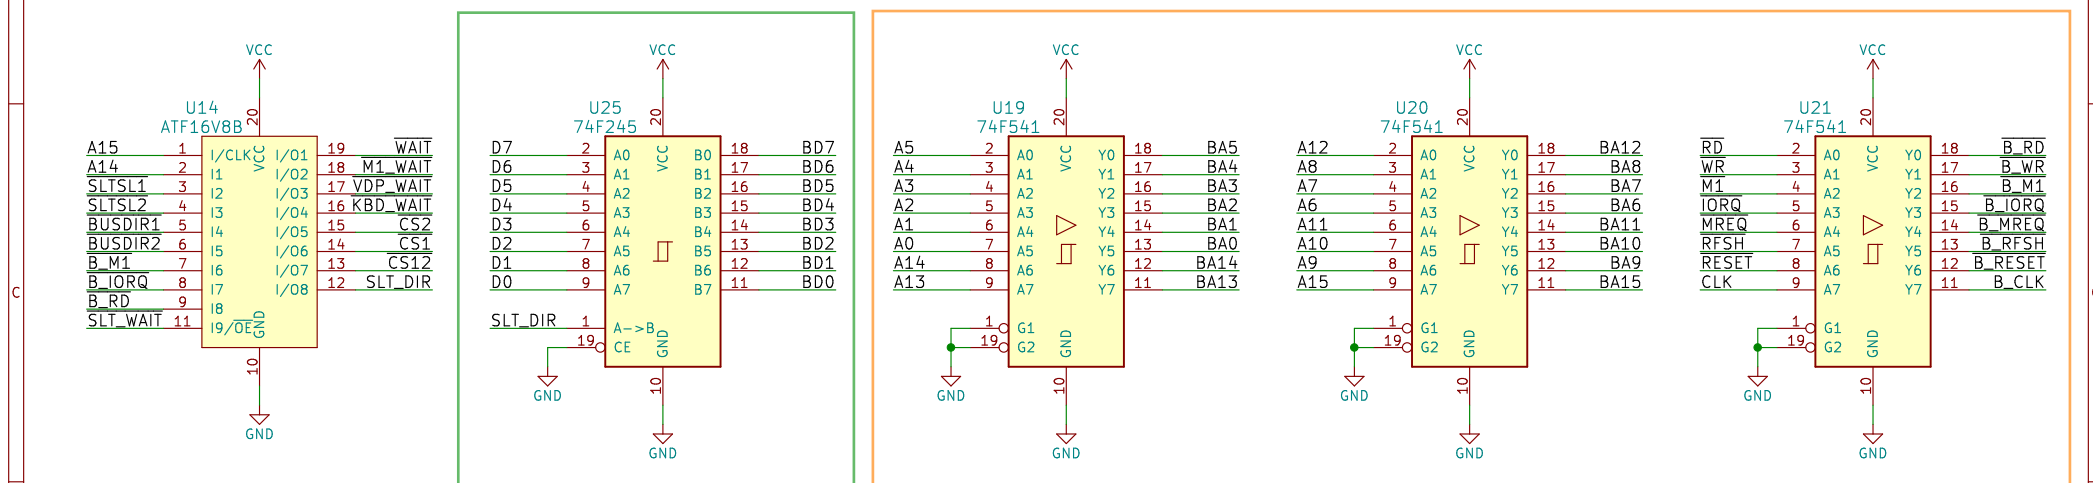 C
VCC
U14
ATF16V8B
20
A15 1 I/CLK VCC I/O1 19 WAIT
A14 2 I1 I/O2 18 M1_WAIT
SLTSL1 3 I2 I/O3 17 VDP_WAIT
SLTSL2 4 I3 I/O4 16 KBD_WAIT
BUSDIR1 5 I4 I/O5 15 CS2
BUSDIR2 6 I5 I/O6 14 CS1
B_M1 7 I6 I/O7 13 CS12
B_IORQ 8 I7 I/O8 12 SLT_DIR
B_RD 9 I8
SLT_WAIT 11 I9/OE GND
10
GND
VCC
U25
74F245
20
D7 2 A0 VCC B0 18 BD7
D6 3 A1 B1 17 BD6
D5 4 A2 B2 16 BD5
D4 5 A3 B3 15 BD4
D3 6 A4 B4 14 BD3
D2 7 A5 B5 13 BD2
D1 8 A6 B6 12 BD1
D0 9 A7 B7 11 BD0
SLT_DIR 1 A->B
19 CE GND
GND
10
GND
VCC
U19
74F541
20
A5 2 A0 VCC Y0 18 BA5
A4 3 A1 Y1 17 BA4
A3 4 A2 Y2 16 BA3
A2 5 A3 Y3 15 BA2
A1 6 A4 Y4 14 BA1
A0 7 A5 Y5 13 BA0
A14 8 A6 Y6 12 BA14
A13 9 A7 Y7 11 BA13
1 G1
19 G2 GND
GND
10
GND
VCC
U20
74F541
20
A12 2 A0 VCC Y0 18 BA12
A8 3 A1 Y1 17 BA8
A7 4 A2 Y2 16 BA7
A6 5 A3 Y3 15 BA6
A11 6 A4 Y4 14 BA11
A10 7 A5 Y5 13 BA10
A9 8 A6 Y6 12 BA9
A15 9 A7 Y7 11 BA15
1 G1
19 G2 GND
GND
10
GND
VCC
U21
74F541
20
RD 2 A0 VCC Y0 18 B_RD
WR 3 A1 Y1 17 B_WR
M1 4 A2 Y2 16 B_M1
IORQ 5 A3 Y3 15 B_IORQ
MREQ 6 A4 Y4 14 B_MREQ
RFSH 7 A5 Y5 13 B_RFSH
RESET 8 A6 Y6 12 B_RESET
CLK 9 A7 Y7 11 B_CLK
1 G1
19 G2 GND
GND
10
GND